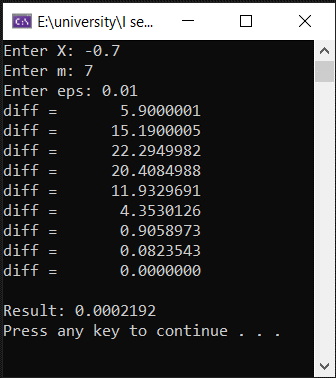 E:\university\I se...
Enter X: -0.7
Enter m: 7
Enter eps: 0.01
diff =       5.9000001
diff =      15.1900005
diff =      22.2949982
diff =      20.4084988
diff =      11.9329691
diff =       4.3530126
diff =       0.9058973
diff =       0.0823543
diff =       0.0000000
Result: 0.0002192
Press any key to continue . . .